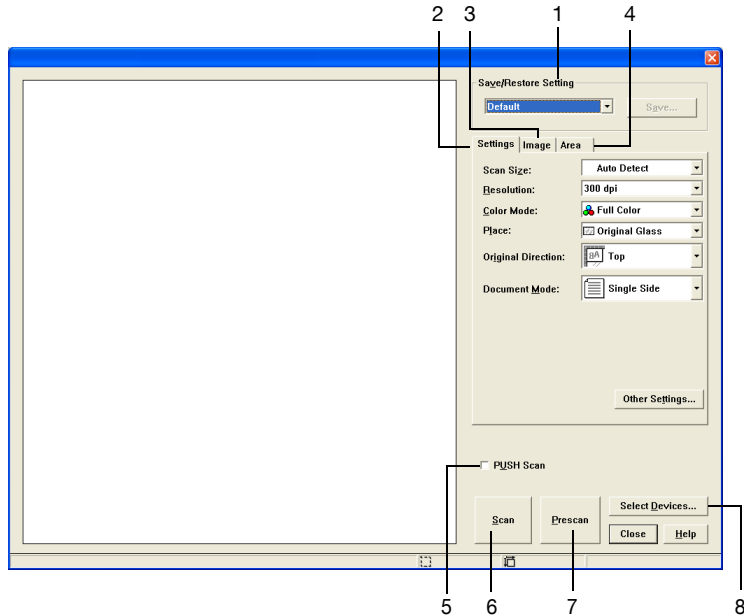 2 3 1 4
Save/Restore Setting
Default Save...
Settings Image Area
Scan Size: Auto Detect
Resolution: 300 dpi
Color Mode: Full Color
Place: Original Glass
Original Direction: Top
Document Mode: Single Side
Other Settings...
PUSH Scan
Scan Prescan Select Devices...
Close Help
5 6 7 8